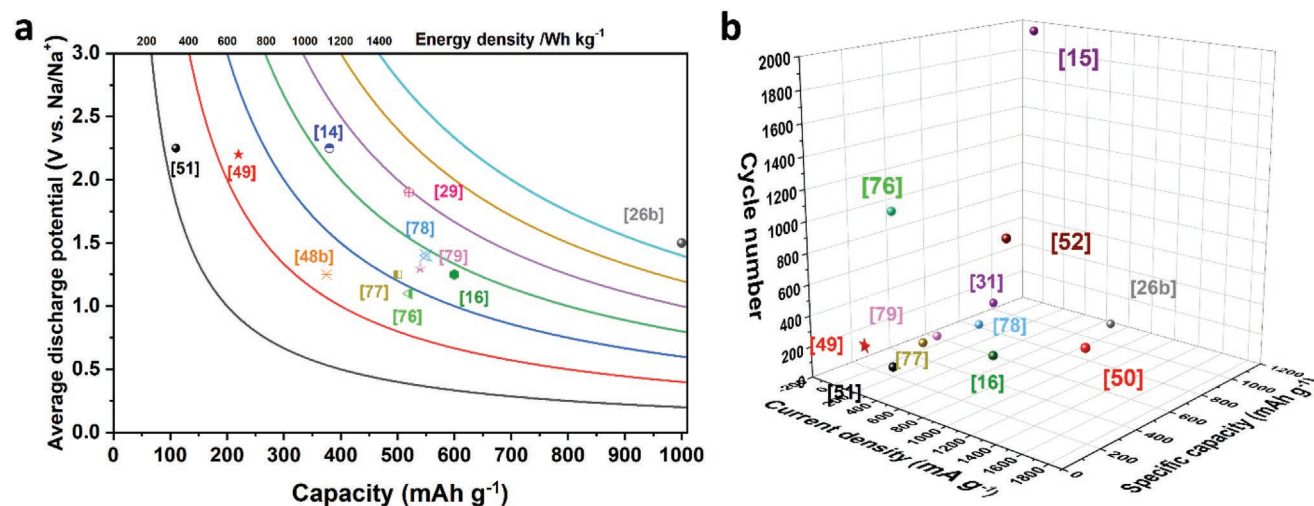 a
200 400 600 800 1000 1200 1400 Energy density /Wh kg⁻¹
Average discharge potential (V vs. Na/Na⁺)
3.0
2.5
2.0
1.5
1.0
0.5
0.0
[51]
[49]
[14]
[29]
[26b]
[78]
[48b]
[79]
[77]
[16]
[76]
0 100 200 300 400 500 600 700 800 900 1000
Capacity (mAh g⁻¹)
b
Cycle number
2000
1800
1600
1400
1200
1000
800
600
400
200
0
[15]
[76]
[52]
[31]
[26b]
[79]
[78]
[49]
[77]
[16]
[50]
[51]
-200 0 200 400 600 800 1000 1200 1400 1600 1800
Current density (mA g⁻¹)
0 200 400 600 800 1000 1200
Specific capacity (mAh g⁻¹)